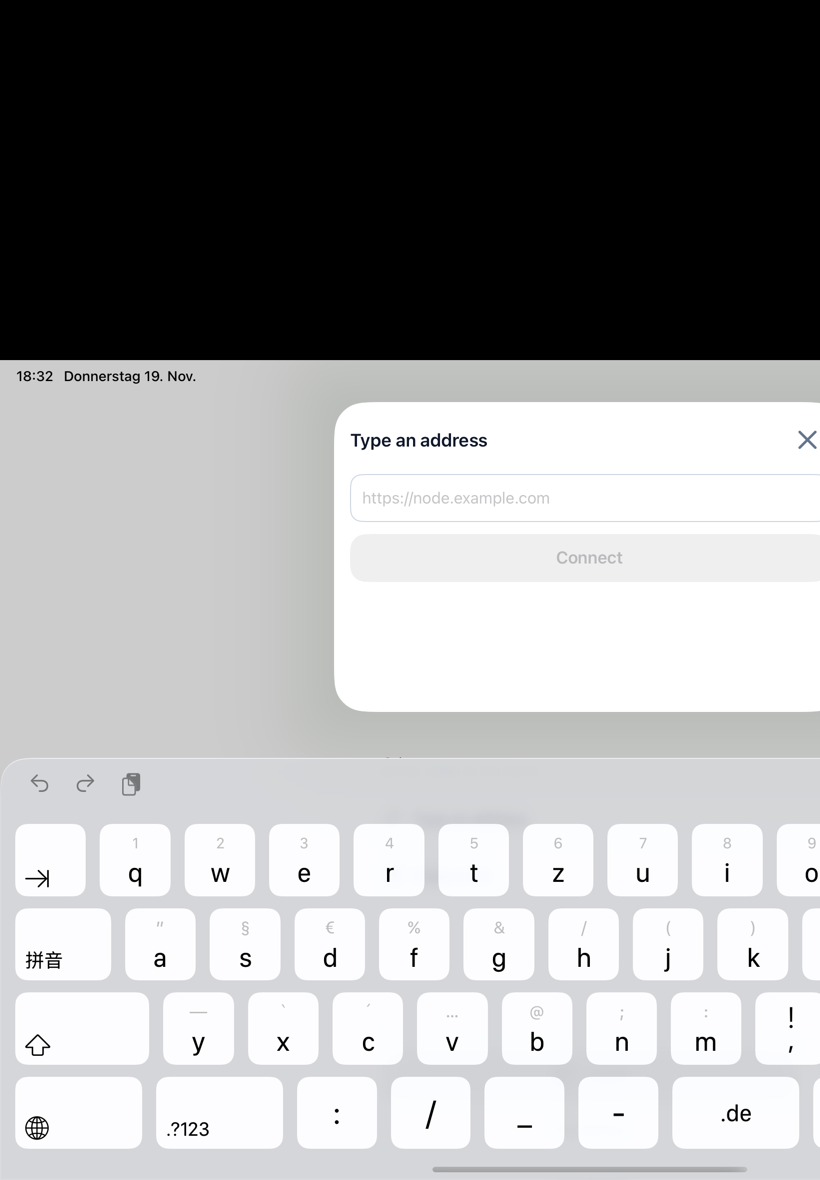 18:32 Donnerstag 19. Nov.
Type an address
https://node.example.com
Connect
1 2 3 4 5 6 7 8 9
q w e r t z u i o
" § € % & / ( )
拼音 a s d f g h j k
— ` ´ ... @ ; : !
y x c v b n m ,
.?123 : / _ - .de